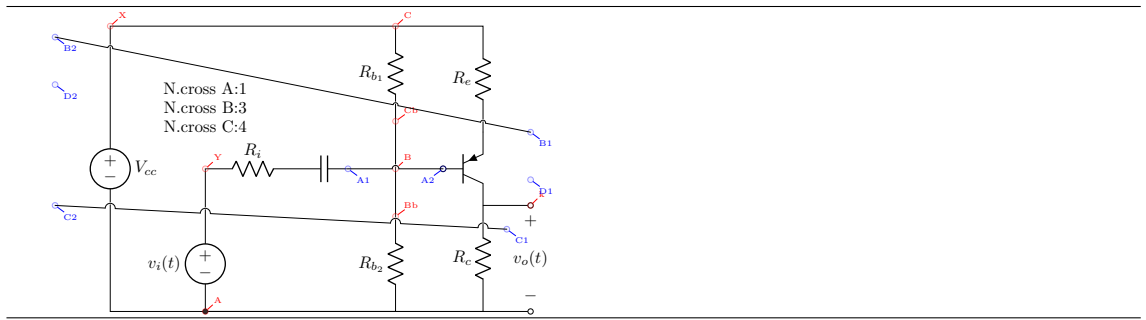 X
C
B2
R_{b_1}
R_e
D2
N.cross A:1
N.cross B:3
N.cross C:4
Cb
B1
R_i
Y
B
+
−
V_{cc}
A1
A2
D1
C2
Bb
+
C1
+
−
v_i(t)
R_{b_2}
R_c
v_o(t)
A
−